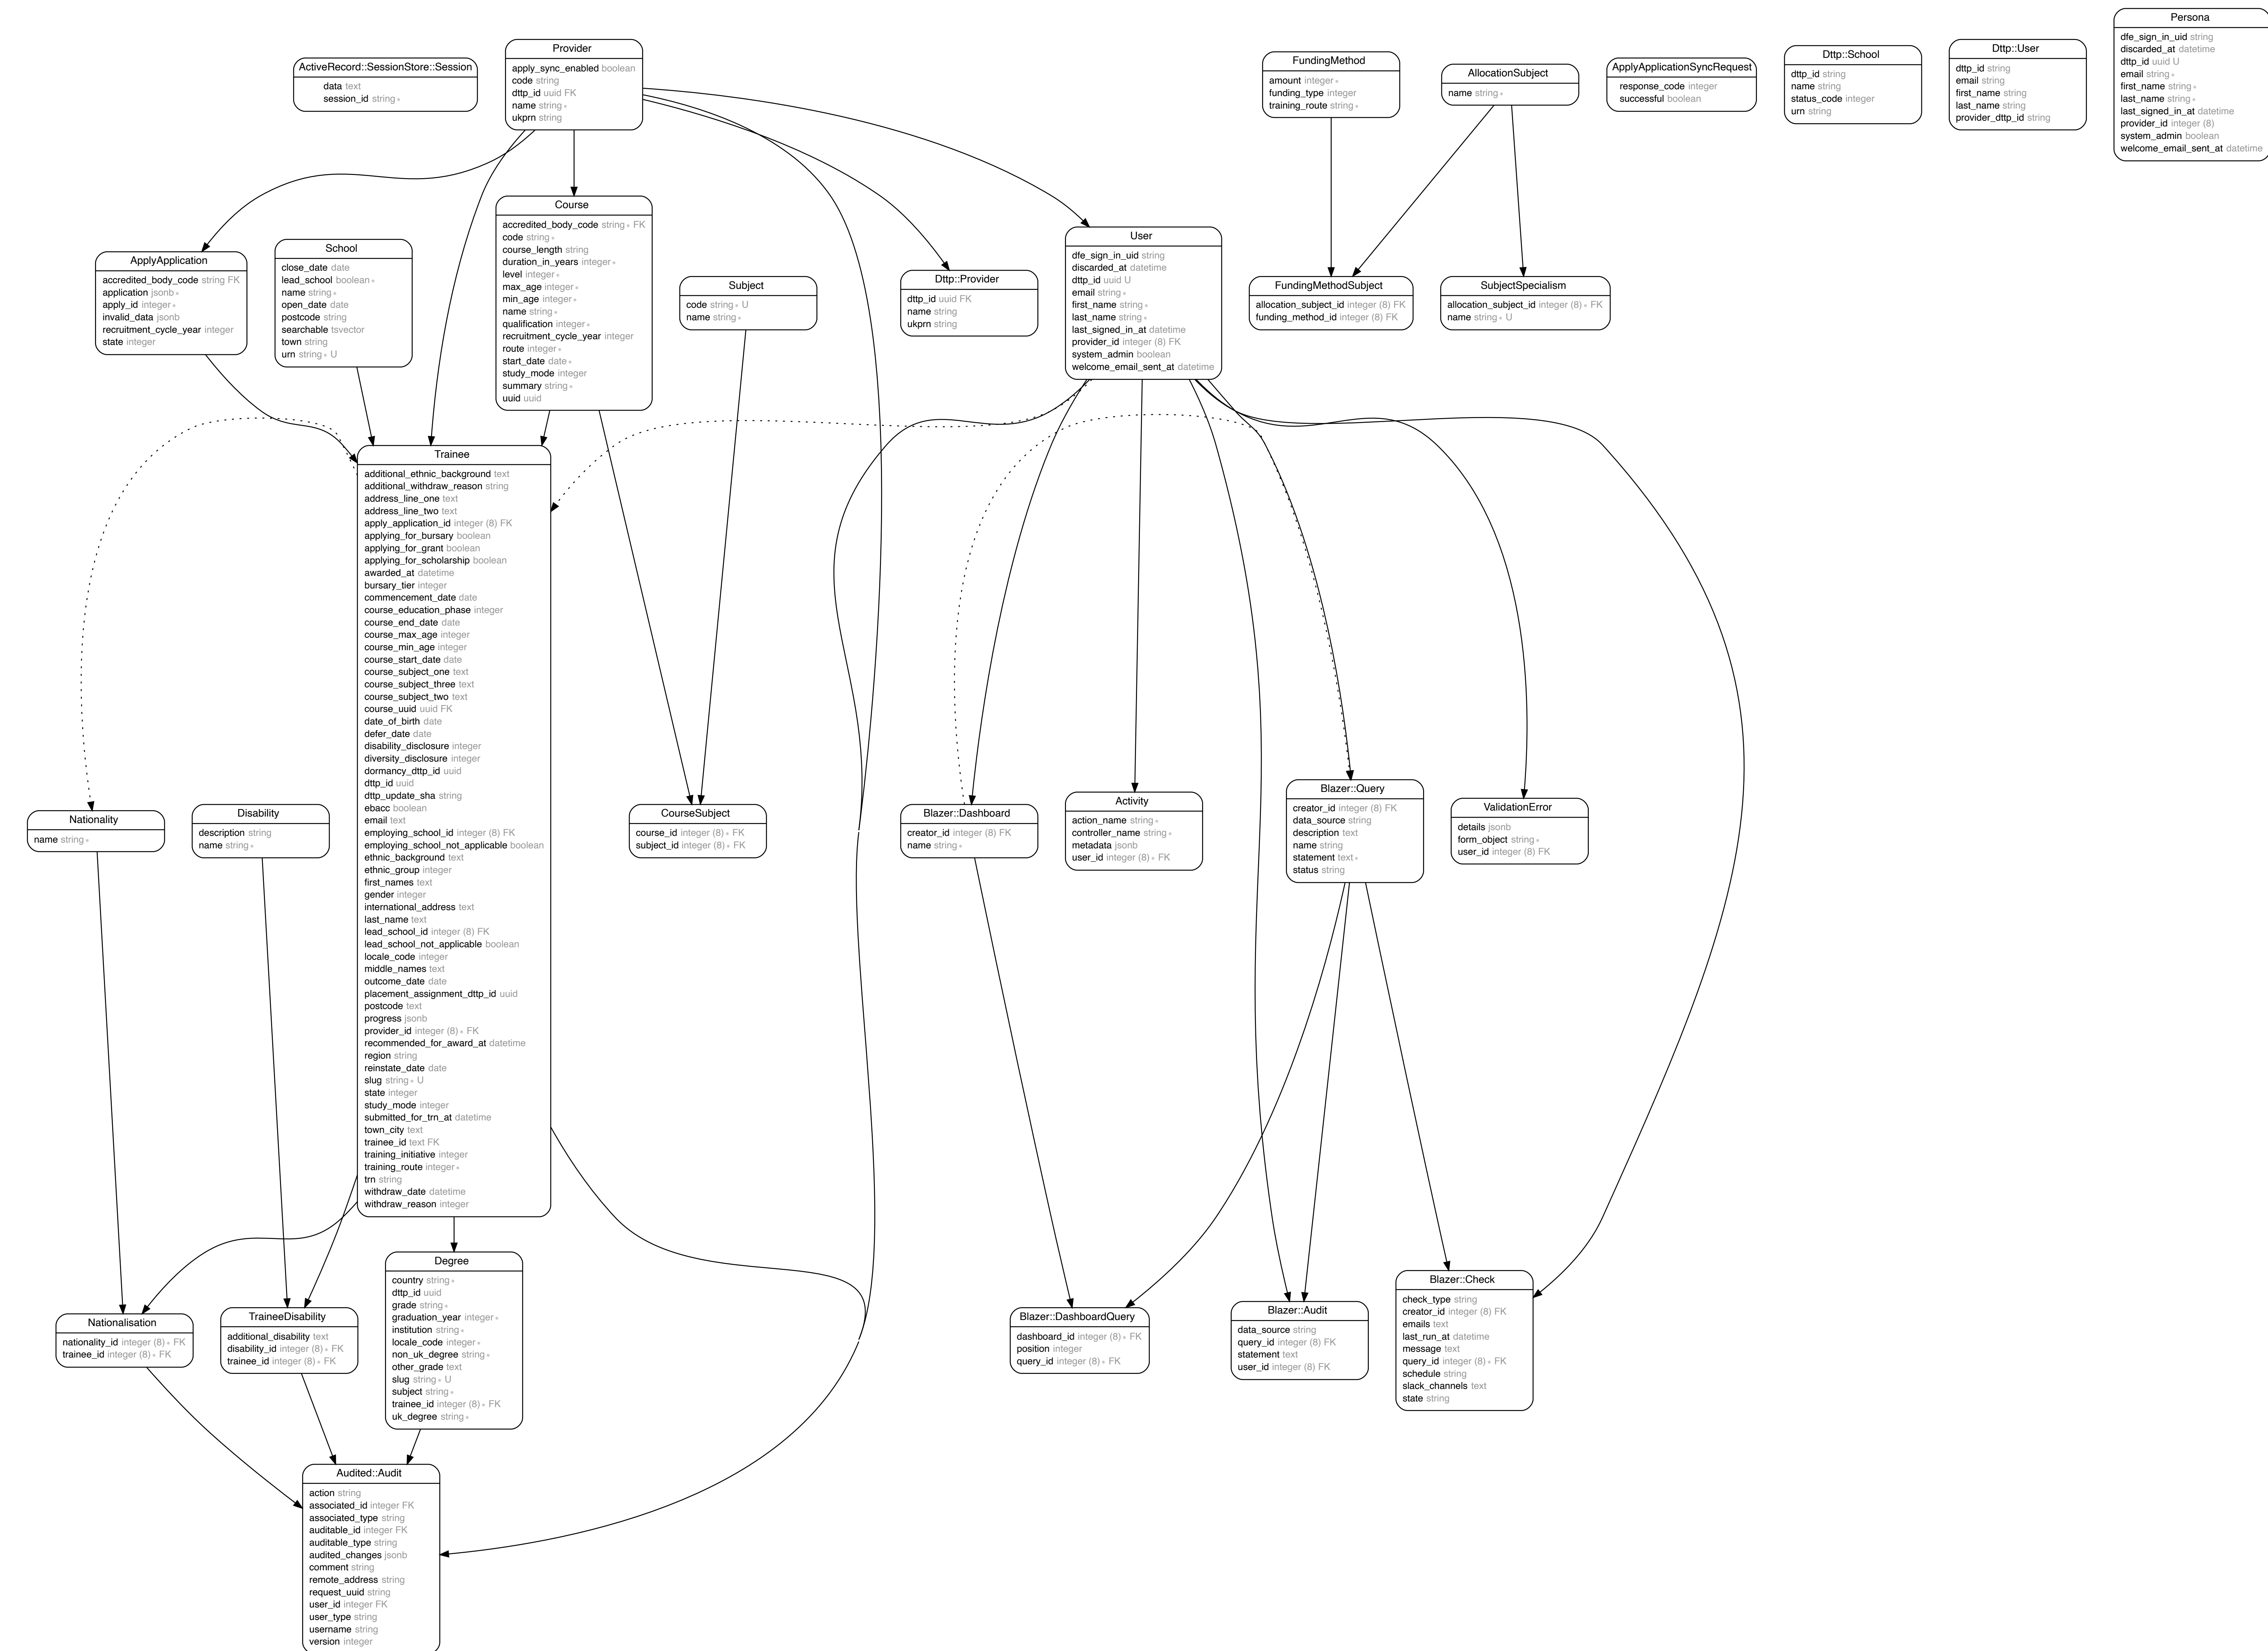 Persona
dfe_sign_in_uid string
discarded_at datetime
dttp_id uuid U
email string ∗
first_name string ∗
last_name string ∗
last_signed_in_at datetime
provider_id integer (8)
system_admin boolean
welcome_email_sent_at datetime
Provider
apply_sync_enabled boolean
code string
dttp_id uuid FK
name string ∗
ukprn string
ActiveRecord::SessionStore::Session
data text
session_id string ∗
FundingMethod
amount integer ∗
funding_type integer
training_route string ∗
AllocationSubject
name string ∗
ApplyApplicationSyncRequest
response_code integer
successful boolean
Dttp::School
dttp_id string
name string
status_code integer
urn string
Dttp::User
dttp_id string
email string
first_name string
last_name string
provider_dttp_id string
Course
accredited_body_code string ∗ FK
code string ∗
course_length string
duration_in_years integer ∗
level integer ∗
max_age integer ∗
min_age integer ∗
name string ∗
qualification integer ∗
recruitment_cycle_year integer
route integer ∗
start_date date ∗
study_mode integer
summary string ∗
uuid uuid
ApplyApplication
accredited_body_code string FK
application jsonb ∗
apply_id integer ∗
invalid_data jsonb
recruitment_cycle_year integer
state integer
School
close_date date
lead_school boolean ∗
name string ∗
open_date date
postcode string
searchable tsvector
town string
urn string ∗ U
Subject
code string ∗ U
name string ∗
Dttp::Provider
dttp_id uuid FK
name string
ukprn string
User
dfe_sign_in_uid string
discarded_at datetime
dttp_id uuid U
email string ∗
first_name string ∗
last_name string ∗
last_signed_in_at datetime
provider_id integer (8) FK
system_admin boolean
welcome_email_sent_at datetime
FundingMethodSubject
allocation_subject_id integer (8) FK
funding_method_id integer (8) FK
SubjectSpecialism
allocation_subject_id integer (8) ∗ FK
name string ∗ U
Trainee
additional_ethnic_background text
additional_withdraw_reason string
address_line_one text
address_line_two text
apply_application_id integer (8) FK
applying_for_bursary boolean
applying_for_grant boolean
applying_for_scholarship boolean
awarded_at datetime
bursary_tier integer
commencement_date date
course_education_phase integer
course_end_date date
course_max_age integer
course_min_age integer
course_start_date date
course_subject_one text
course_subject_three text
course_subject_two text
course_uuid uuid FK
date_of_birth date
defer_date date
disability_disclosure integer
diversity_disclosure integer
dormancy_dttp_id uuid
dttp_id uuid
dttp_update_sha string
ebacc boolean
email text
employing_school_id integer (8) FK
employing_school_not_applicable boolean
ethnic_background text
ethnic_group integer
first_names text
gender integer
international_address text
last_name text
lead_school_id integer (8) FK
lead_school_not_applicable boolean
locale_code integer
middle_names text
outcome_date date
placement_assignment_dttp_id uuid
postcode text
progress jsonb
provider_id integer (8) ∗ FK
recommended_for_award_at datetime
region string
reinstate_date date
slug string ∗ U
state integer
study_mode integer
submitted_for_trn_at datetime
town_city text
trainee_id text FK
training_initiative integer
training_route integer ∗
trn string
withdraw_date datetime
withdraw_reason integer
Nationality
name string ∗
Disability
description string
name string ∗
CourseSubject
course_id integer (8) ∗ FK
subject_id integer (8) ∗ FK
Blazer::Dashboard
creator_id integer (8) FK
name string ∗
Activity
action_name string ∗
controller_name string ∗
metadata jsonb
user_id integer (8) ∗ FK
Blazer::Query
creator_id integer (8) FK
data_source string
description text
name string
statement text ∗
status string
ValidationError
details jsonb
form_object string ∗
user_id integer (8) FK
Nationalisation
nationality_id integer (8) ∗ FK
trainee_id integer (8) ∗ FK
TraineeDisability
additional_disability text
disability_id integer (8) ∗ FK
trainee_id integer (8) ∗ FK
Degree
country string ∗
dttp_id uuid
grade string ∗
graduation_year integer ∗
institution string ∗
locale_code integer ∗
non_uk_degree string ∗
other_grade text
slug string ∗ U
subject string ∗
trainee_id integer (8) ∗ FK
uk_degree string ∗
Blazer::DashboardQuery
dashboard_id integer (8) ∗ FK
position integer
query_id integer (8) ∗ FK
Blazer::Audit
data_source string
query_id integer (8) FK
statement text
user_id integer (8) FK
Blazer::Check
check_type string
creator_id integer (8) FK
emails text
last_run_at datetime
message text
query_id integer (8) ∗ FK
schedule string
slack_channels text
state string
Audited::Audit
action string
associated_id integer FK
associated_type string
auditable_id integer FK
auditable_type string
audited_changes jsonb
comment string
remote_address string
request_uuid string
user_id integer FK
user_type string
username string
version integer